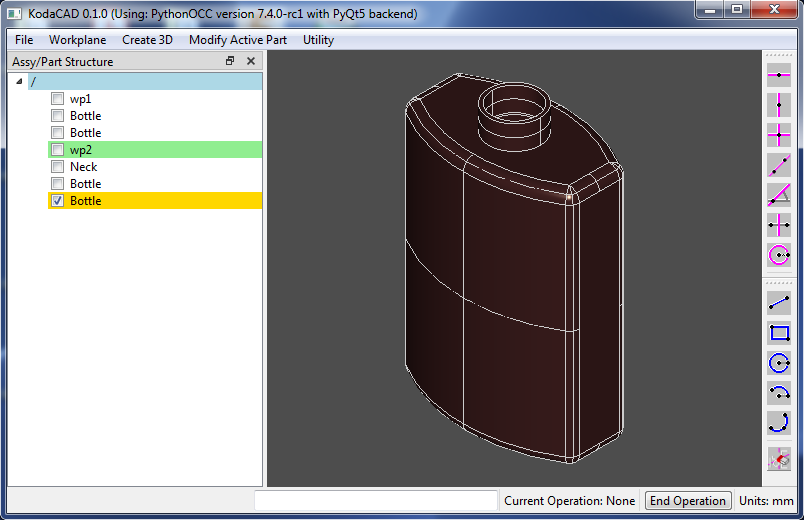 KodaCAD 0.1.0 (Using: PythonOCC version 7.4.0-rc1 with PyQt5 backend)
File Workplane Create 3D Modify Active Part Utility
Assy/Part Structure
/
wp1
Bottle
Bottle
wp2
Neck
Bottle
Bottle
Current Operation: None End Operation Units: mm